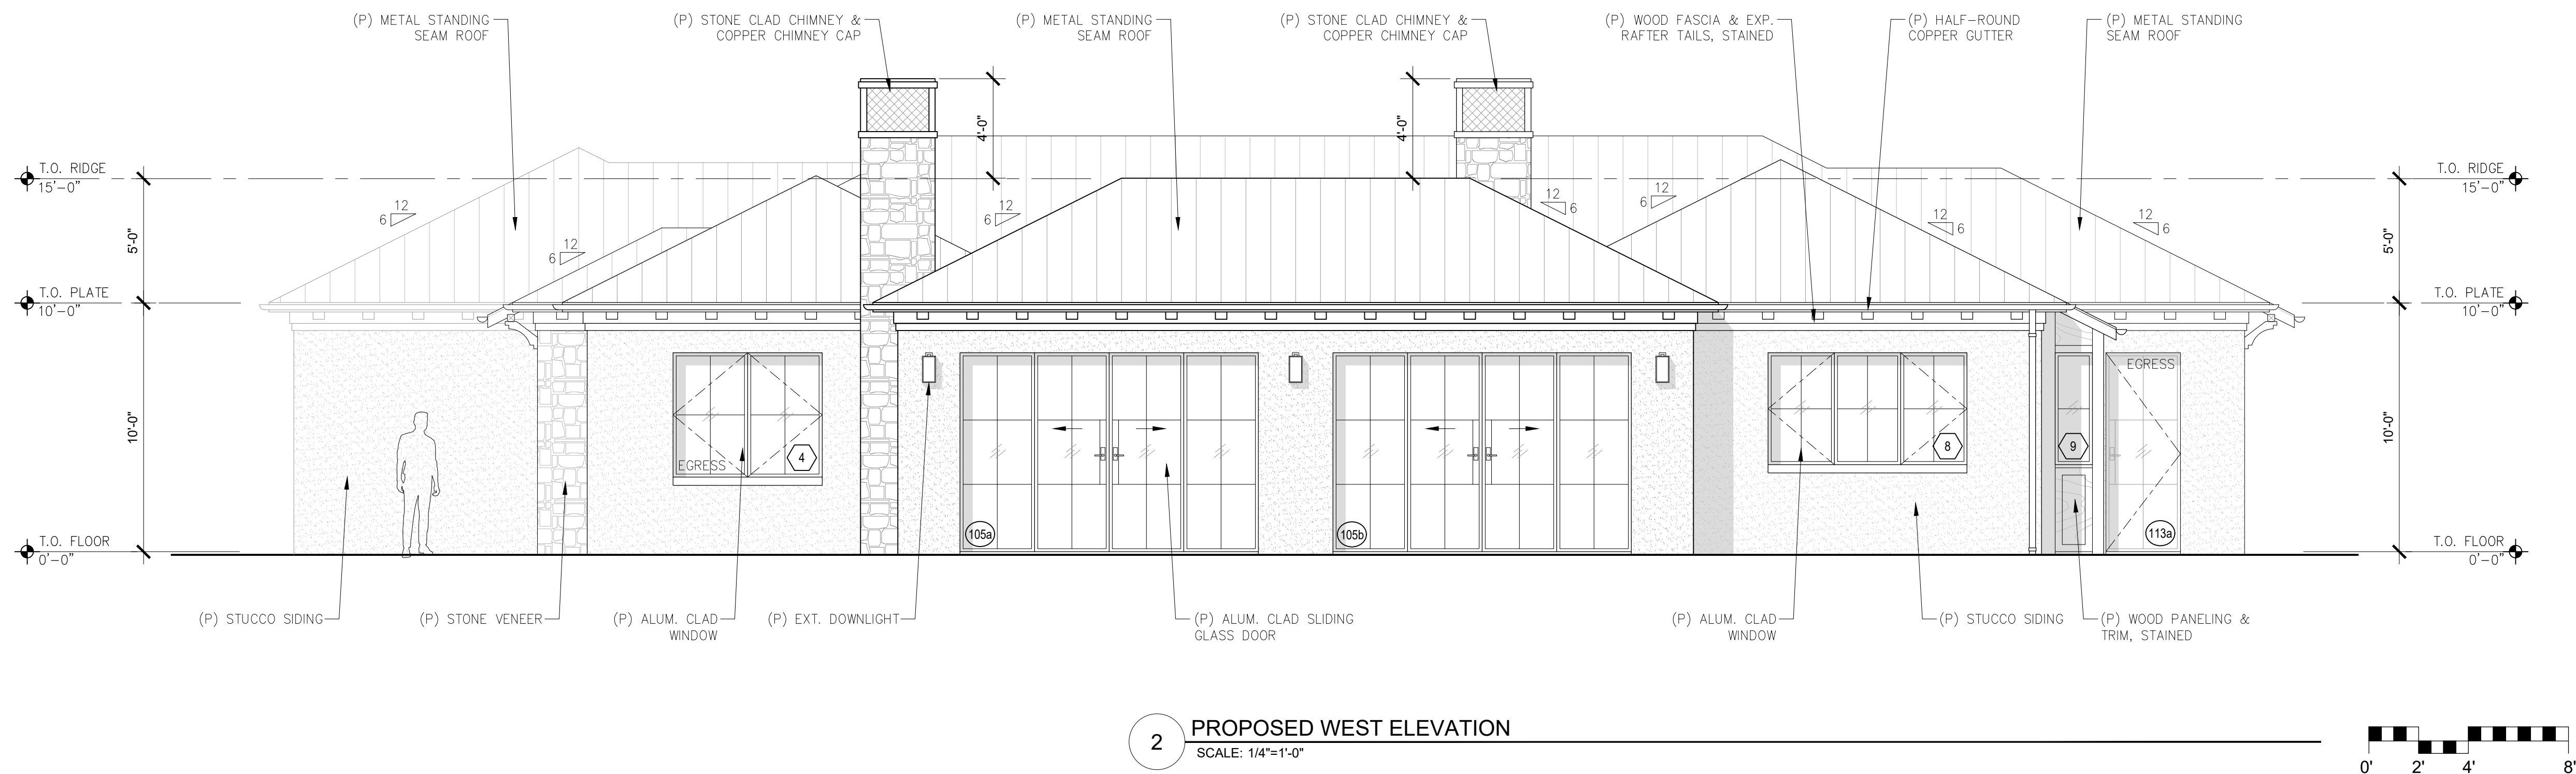 (P) METAL STANDING
SEAM ROOF
(P) STONE CLAD CHIMNEY &
COPPER CHIMNEY CAP
(P) METAL STANDING
SEAM ROOF
(P) STONE CLAD CHIMNEY &
COPPER CHIMNEY CAP
(P) WOOD FASCIA & EXP.
RAFTER TAILS, STAINED
(P) HALF-ROUND
COPPER GUTTER
(P) METAL STANDING
SEAM ROOF
4'-0"
4'-0"
T.O. RIDGE
15'-0"
T.O. RIDGE
15'-0"
12
6
12
6
12
6
12
6
12
6
12
6
12
6
5'-0"
5'-0"
T.O. PLATE
10'-0"
T.O. PLATE
10'-0"
EGRESS
10'-0"
10'-0"
EGRESS
4
8
9
105a
105b
113a
T.O. FLOOR
0'-0"
T.O. FLOOR
0'-0"
(P) STUCCO SIDING
(P) STONE VENEER
(P) ALUM. CLAD
WINDOW
(P) EXT. DOWNLIGHT
(P) ALUM. CLAD SLIDING
GLASS DOOR
(P) ALUM. CLAD
WINDOW
(P) STUCCO SIDING
(P) WOOD PANELING &
TRIM, STAINED
2
PROPOSED WEST ELEVATION
SCALE: 1/4"=1'-0"
0' 2' 4' 8'